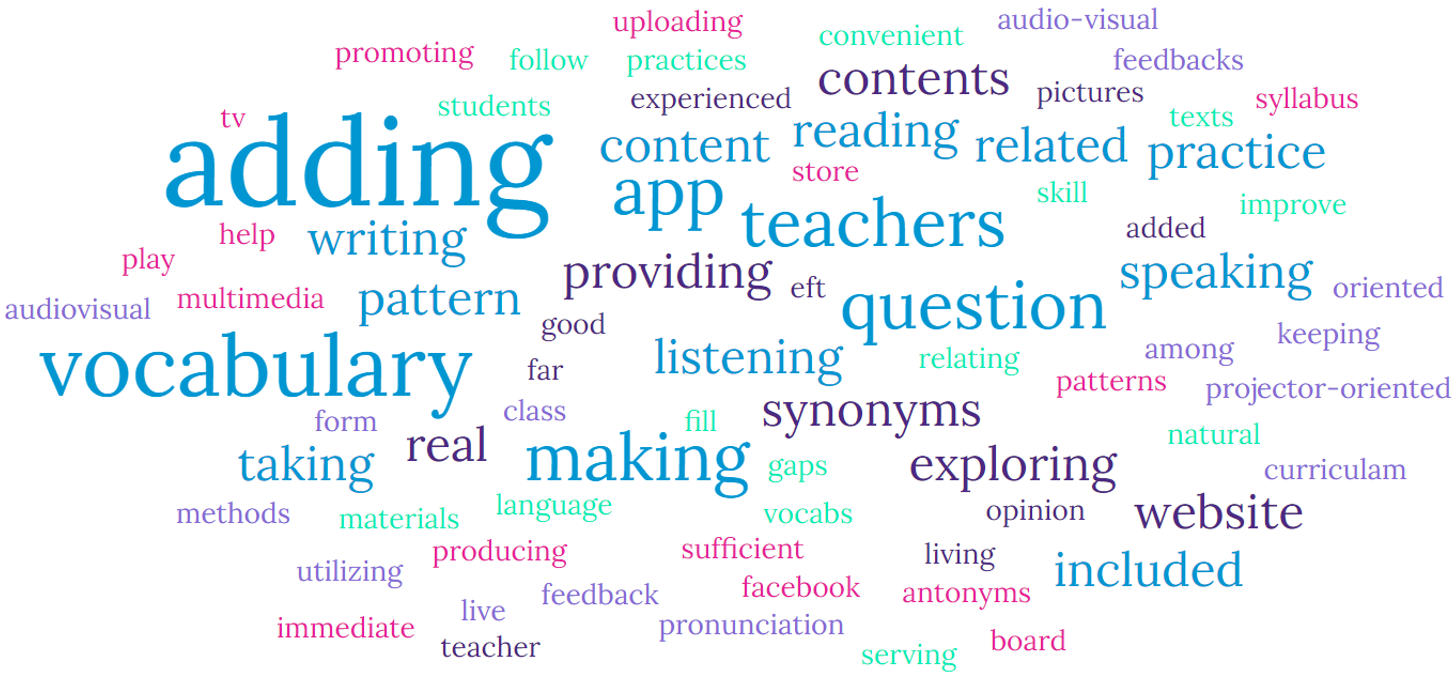 uploading
convenient
audio-visual
promoting
follow
practices
contents
feedbacks
students
experienced
pictures
syllabus
tv
adding
content
reading
related
texts
practice
store
app
teachers
skill
improve
help
writing
added
play
providing
eft
speaking
oriented
audiovisual
multimedia
pattern
good
question
keeping
vocabulary
far
listening
relating
among
patterns
projector-oriented
form
class
fill
synonyms
natural
taking
real
making
gaps
exploring
curriculam
methods
materials
language
vocabs
opinion
website
producing
sufficient
living
included
utilizing
live
feedback
facebook
antonyms
immediate
teacher
pronunciation
serving
board